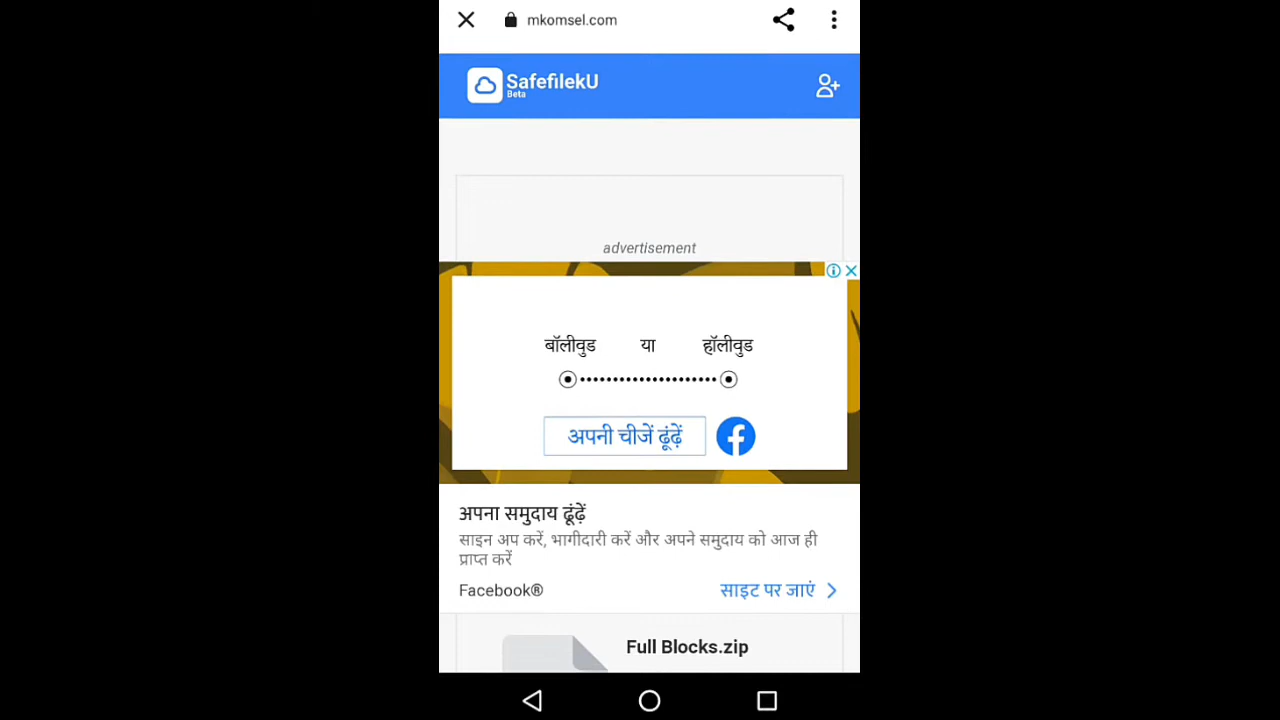 mkomsel.com
SafefilekU
Beta
advertisement
बॉलीवुड या हॉलीवुड
अपनी चीजें ढूंढ़ें
अपना समुदाय ढूंढ़ें
साइन अप करें, भागीदारी करें और अपने समुदाय को आज ही
प्राप्त करें
Facebook® साइट पर जाएं
Full Blocks.zip